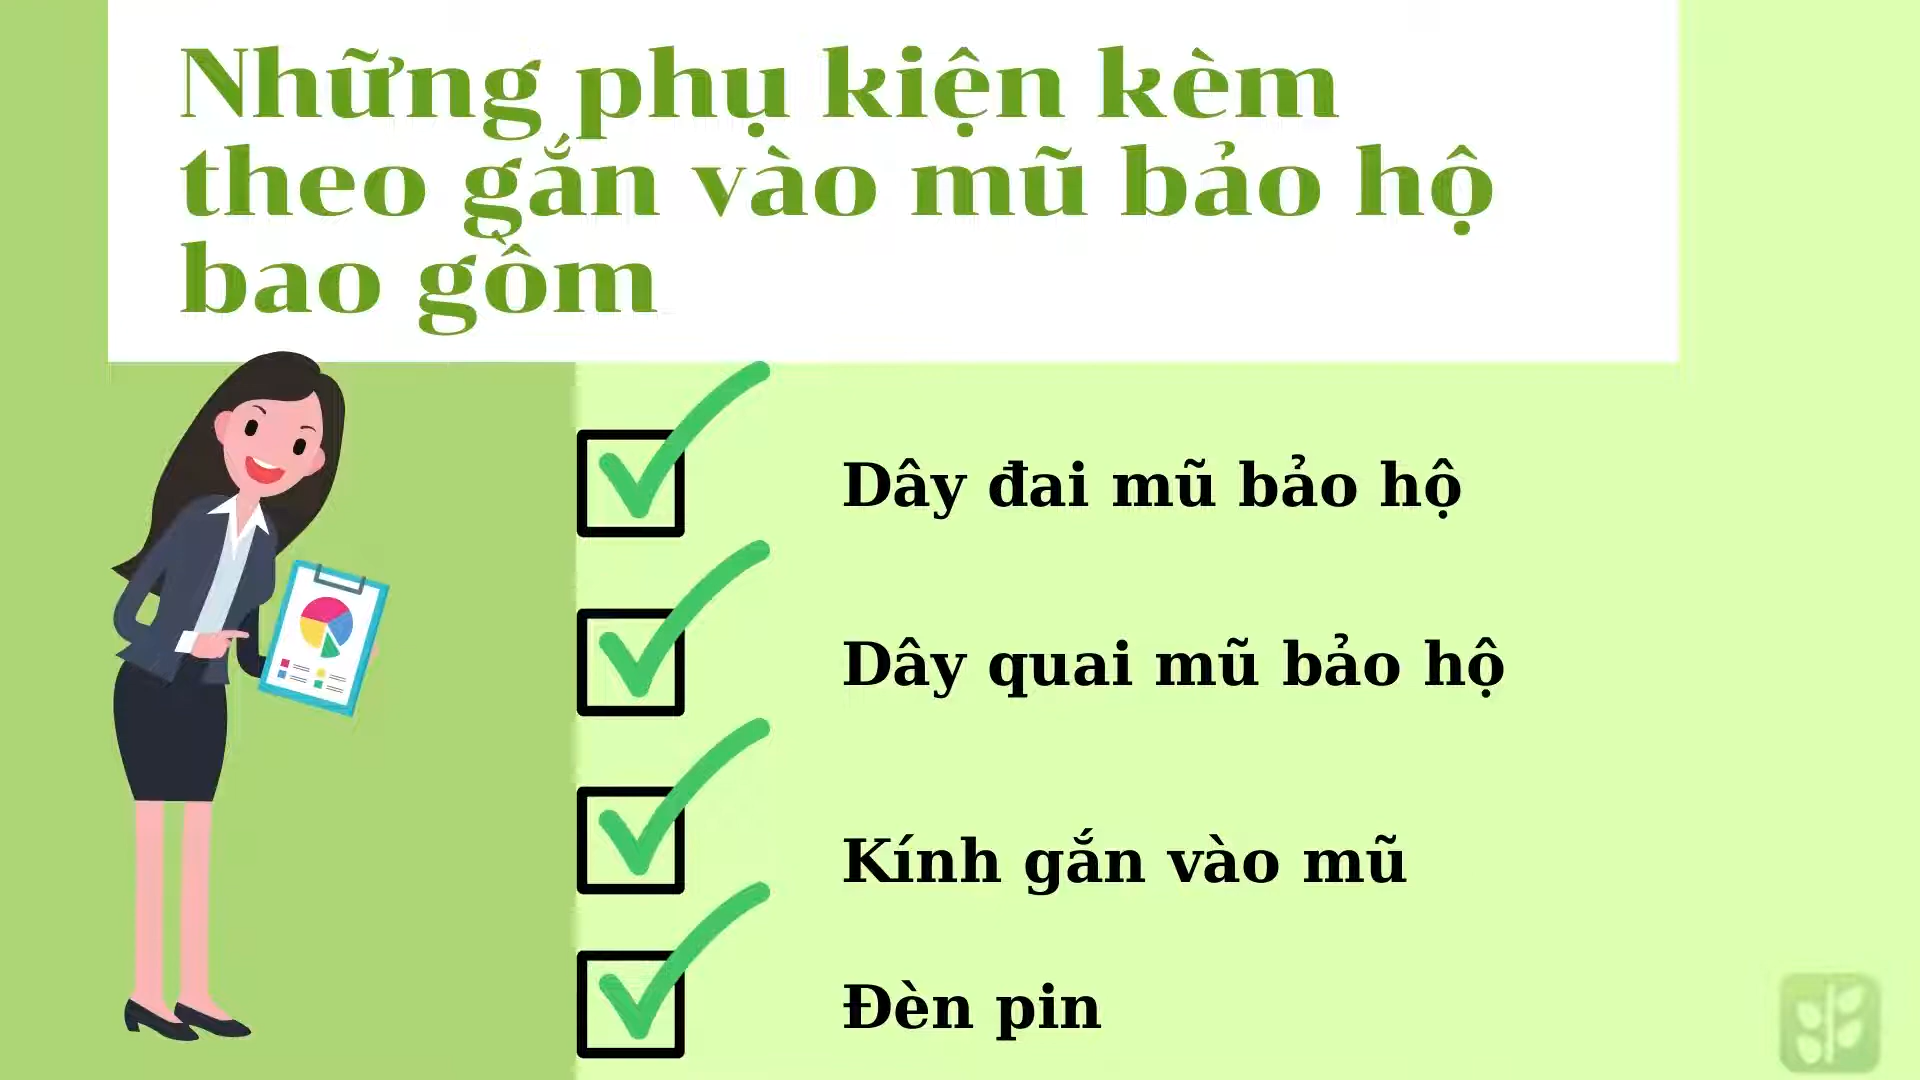 Những phụ kiện kèm
theo gắn vào mũ bảo hộ
bao gồm
Dây đai mũ bảo hộ
Dây quai mũ bảo hộ
Kính gắn vào mũ
Đèn pin